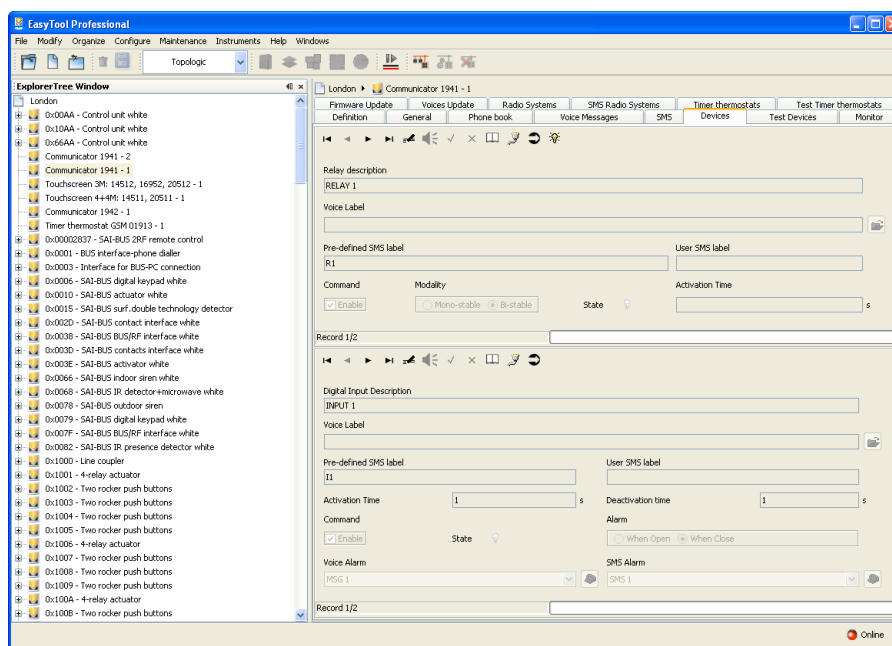 EasyTool Professional
File Modify Organize Configure Maintenance Instruments Help Windows
Topologic
ExplorerTree Window
London
0x00AA - Control unit white
0x10AA - Control unit white
0x66AA - Control unit white
Communicator 1941 - 2
Communicator 1941 - 1
Touchscreen 3M: 14512, 16952, 20512 - 1
Touchscreen 4+4M: 14511, 20511 - 1
Communicator 1942 - 1
Timer thermostat GSM 01913 - 1
0x00002837 - SAI-BUS 2RF remote control
0x0001 - BUS interface-phone dialler
0x0003 - Interface for BUS-PC connection
0x0006 - SAI-BUS digital keypad white
0x0010 - SAI-BUS actuator white
0x0015 - SAI-BUS surf.double technology detector
0x002D - SAI-BUS contact interface white
0x0038 - SAI-BUS BUS/RF interface white
0x003D - SAI-BUS contacts interface white
0x003E - SAI-BUS activator white
0x0066 - SAI-BUS indoor siren white
0x0068 - SAI-BUS IR detector+microwave white
0x0078 - SAI-BUS outdoor siren
0x0079 - SAI-BUS digital keypad white
0x007F - SAI-BUS BUS/RF interface white
0x0082 - SAI-BUS IR presence detector white
0x1000 - Line coupler
0x1001 - 4-relay actuator
0x1002 - Two rocker push buttons
0x1003 - Two rocker push buttons
0x1004 - Two rocker push buttons
0x1005 - Two rocker push buttons
0x1006 - 4-relay actuator
0x1007 - Two rocker push buttons
0x1008 - Two rocker push buttons
0x1009 - Two rocker push buttons
0x100A - 4-relay actuator
0x100B - Two rocker push buttons
London Communicator 1941 - 1
Firmware Update Voices Update Radio Systems SMS Radio Systems Timer thermostats Test Timer thermostats
Definition General Phone book Voice Messages SMS Devices Test Devices Monitor
Relay description
RELAY 1
Voice Label
Pre-defined SMS label User SMS label
R1
Command Modality Activation Time
Enable Mono-stable Bi-stable State s
Record 1/2
Digital Input Description
INPUT 1
Voice Label
Pre-defined SMS label User SMS label
I1
Activation Time 1 s Deactivation time 1 s
Command Alarm
Enable State When Open When Close
Voice Alarm SMS Alarm
MSG 1 SMS 1
Record 1/2
Online